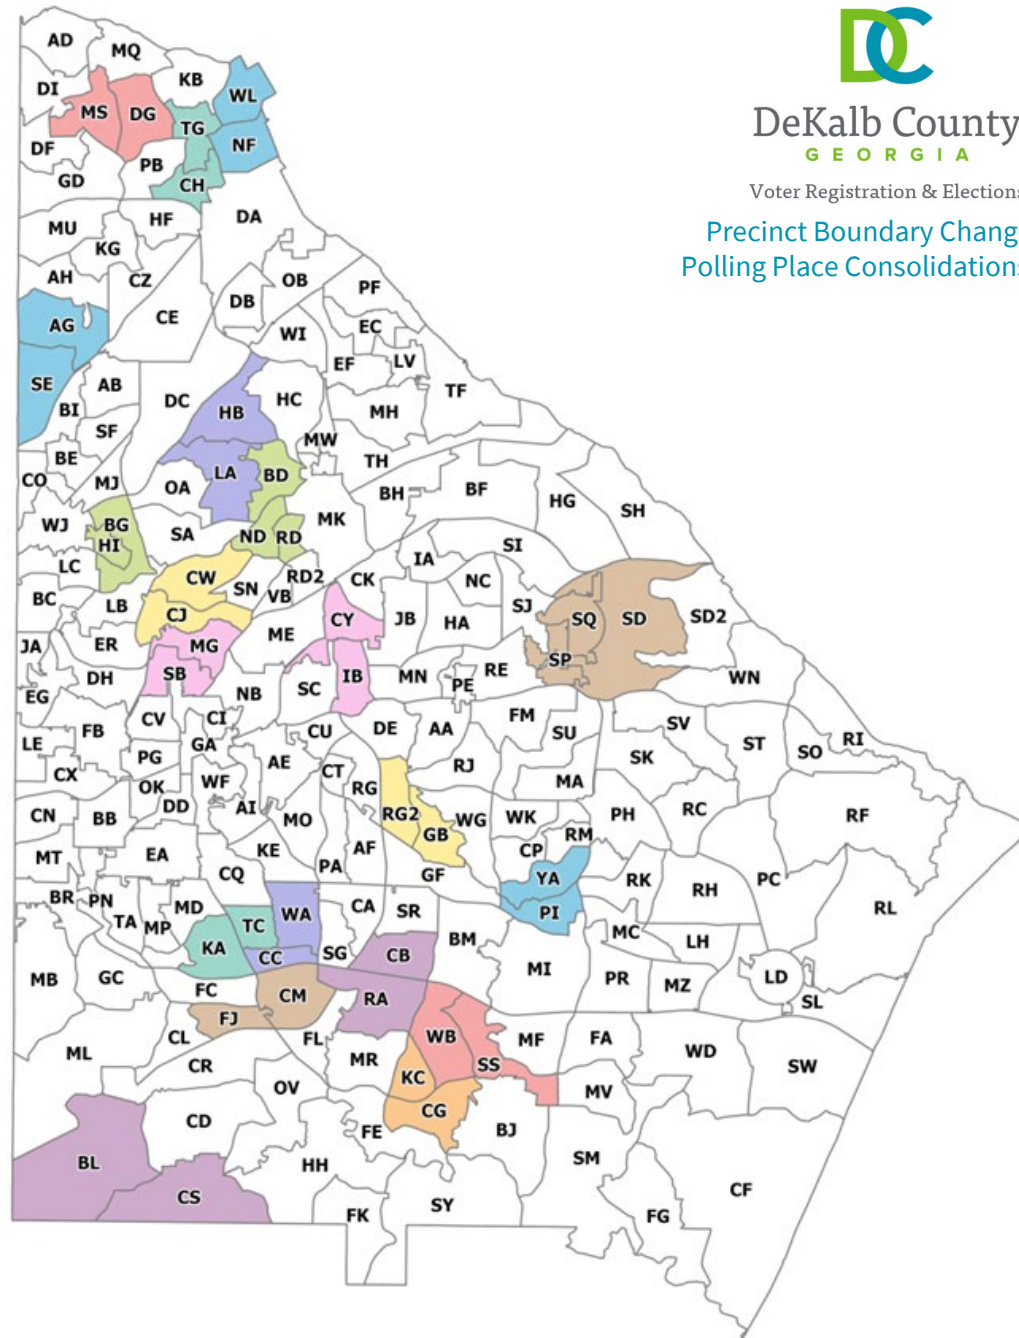 DC
DeKalb County
GEORGIA
Voter Registration & Elections
Precinct Boundary Chang
Polling Place Consolidations
AD
MQ
KB
DI
WL
MS
DG
TG
DF
NF
PB
GD
CH
MU
HF
DA
KG
AH
CZ
OB
DB
PF
AG
CE
WI
EC
EF
LV
SE
AB
DC
HC
TF
BI
HB
MH
SF
MW
BE
TH
CO
MJ
OA
LA
BD
BH
BF
HG
SH
WJ
BG
HI
SA
ND
RD
MK
SI
LC
IA
CW
SN
RD2
CK
NC
BC
LB
VB
SJ
CJ
CY
JB
HA
SQ
SD
SD2
JA
ER
MG
ME
SP
DH
SB
SC
IB
MN
PE
RE
WN
EG
NB
CV
CI
FM
SV
LE
FB
GA
CU
DE
AA
SU
ST
SO
RI
PG
AE
CT
RJ
SK
CX
OK
WF
RG
MA
CN
BB
DD
AI
MO
RG2
GB
WG
WK
PH
RC
RF
RM
MT
EA
KE
PA
AF
GF
CP
YA
RK
RH
PC
CQ
BR
PN
TA
MP
MD
TC
WA
CA
SR
PI
RL
KA
CC
SG
CB
BM
MC
LH
MB
GC
FC
CM
RA
MI
PR
MZ
LD
SL
FJ
CL
FL
WB
MF
FA
WD
SW
ML
CR
MR
SS
OV
KC
MV
CD
CG
FE
BJ
BL
HH
SM
CS
SY
FK
FG
CF